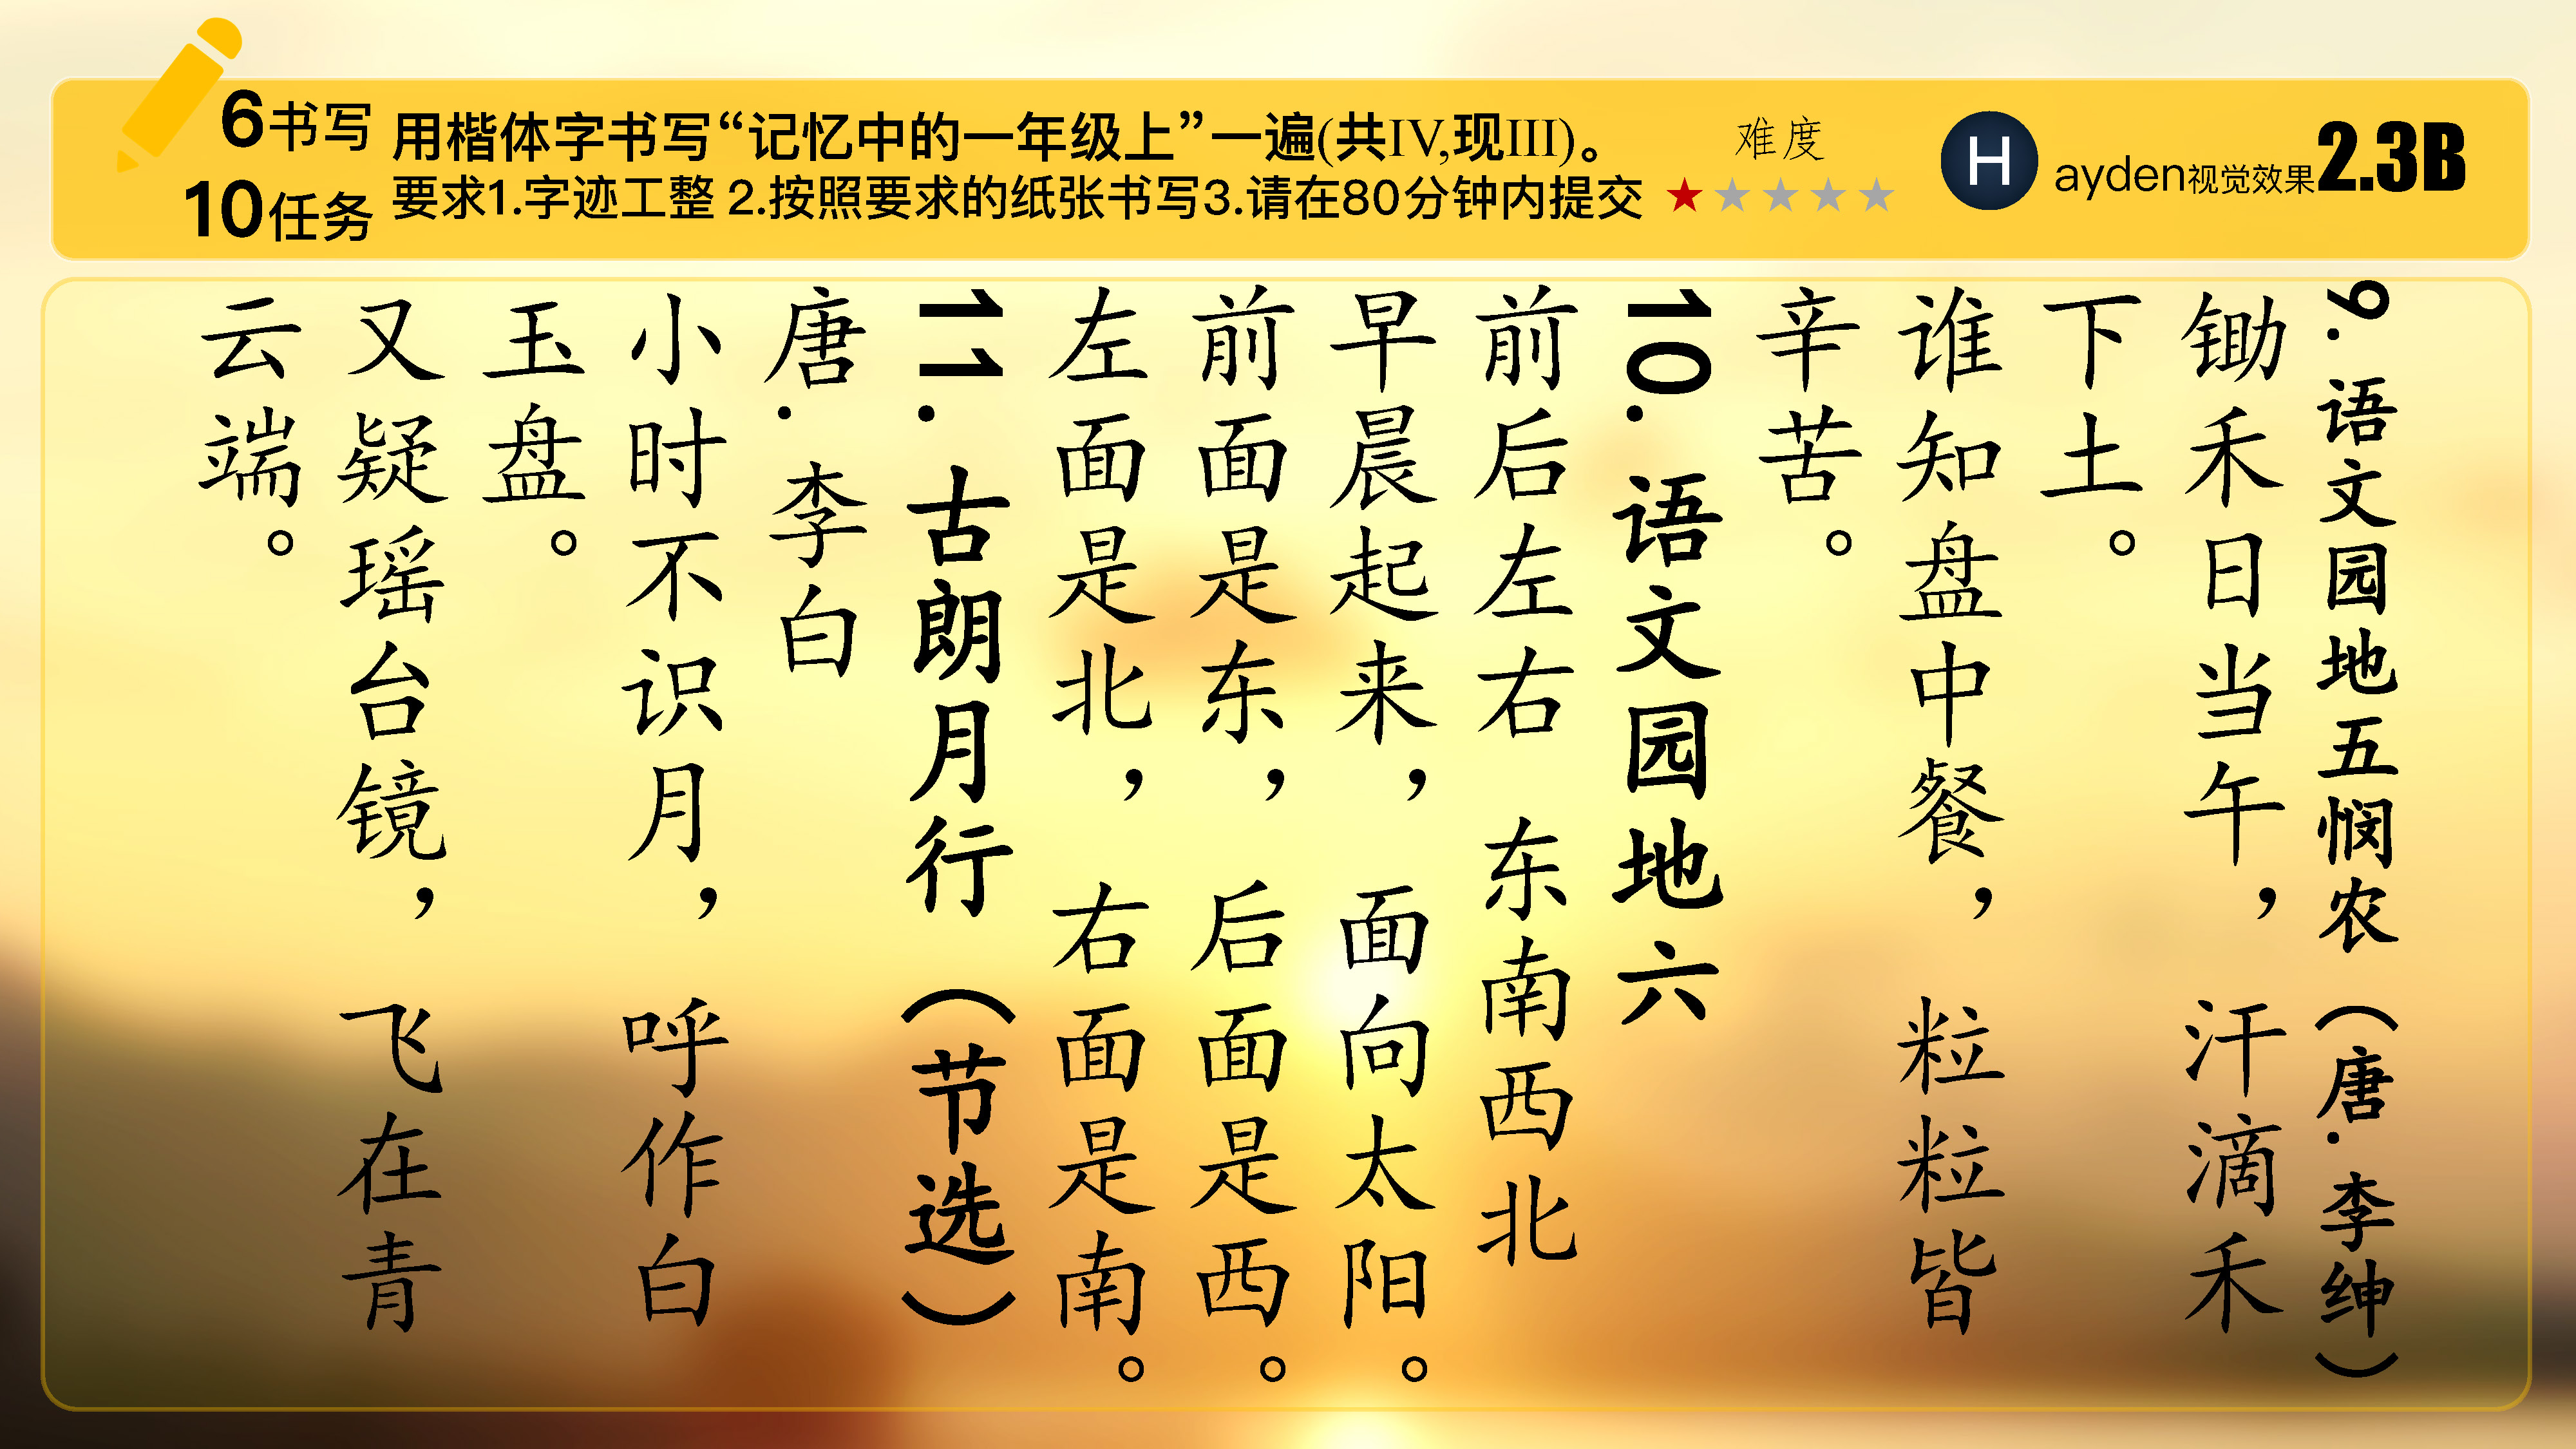 6书写
10任务
用楷体字书写“记忆中的一年级上”一遍(共IV,现III)。
要求1.字迹工整 2.按照要求的纸张书写3.请在80分钟内提交
难度
H
ayden视觉效果2.3B
9.语文园地五悯农（唐.李绅）
锄禾日当午，汗滴禾
下土。
谁知盘中餐，粒粒皆
辛苦。
10.语文园地六
前后左右 东南西北
早晨起来，面向太阳。
前面是东，后面是西。
左面是北，右面是南。
11.古朗月行（节选）
唐.李白
小时不识月，呼作白
玉盘。
又疑瑶台镜，飞在青
云端。